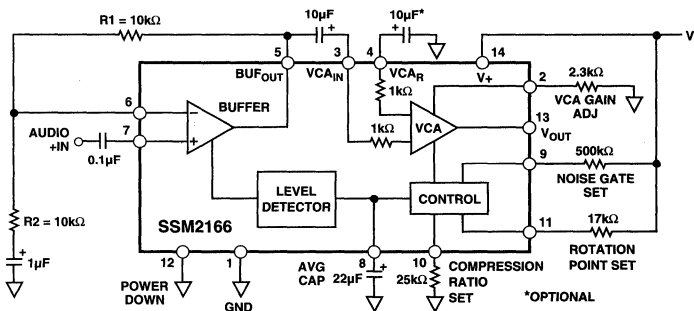 R1 = 10kΩ
10µF
+
10µF*
+
V
5
3
4
14
BUFOUT
VCAIN
VCAR
V+
1kΩ
2
2.3kΩ
VCA GAIN
ADJ
6
−
BUFFER
AUDIO
+IN
7
+
0.1µF
1kΩ
VCA
13
VOUT
9
500kΩ
NOISE GATE
SET
LEVEL
DETECTOR
CONTROL
R2 = 10kΩ
SSM2166
11
17kΩ
ROTATION
POINT SET
+
1µF
12
1
AVG
CAP
8
+
22µF
10
25kΩ
COMPRESSION
RATIO
SET
POWER
DOWN
GND
*OPTIONAL